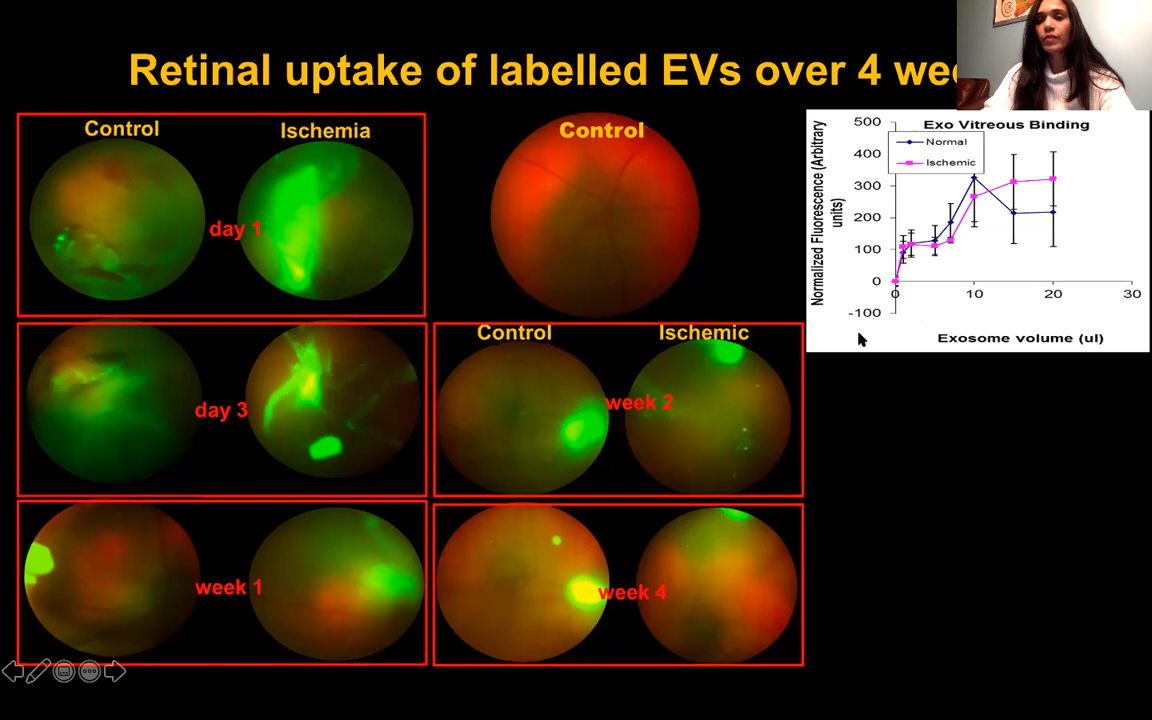 Retinal uptake of labelled EVs over 4
Control
Ischemia
day 1
Control
Exo Vitreous Binding
Normal
Ischemic
Normalized Fluorescence (Arbitrary
units)
500
400
300
200
100
0
-100
0
10
20
30
Exosome volume (ul)
day 3
Control
Ischemic
week 2
week 1
week 4